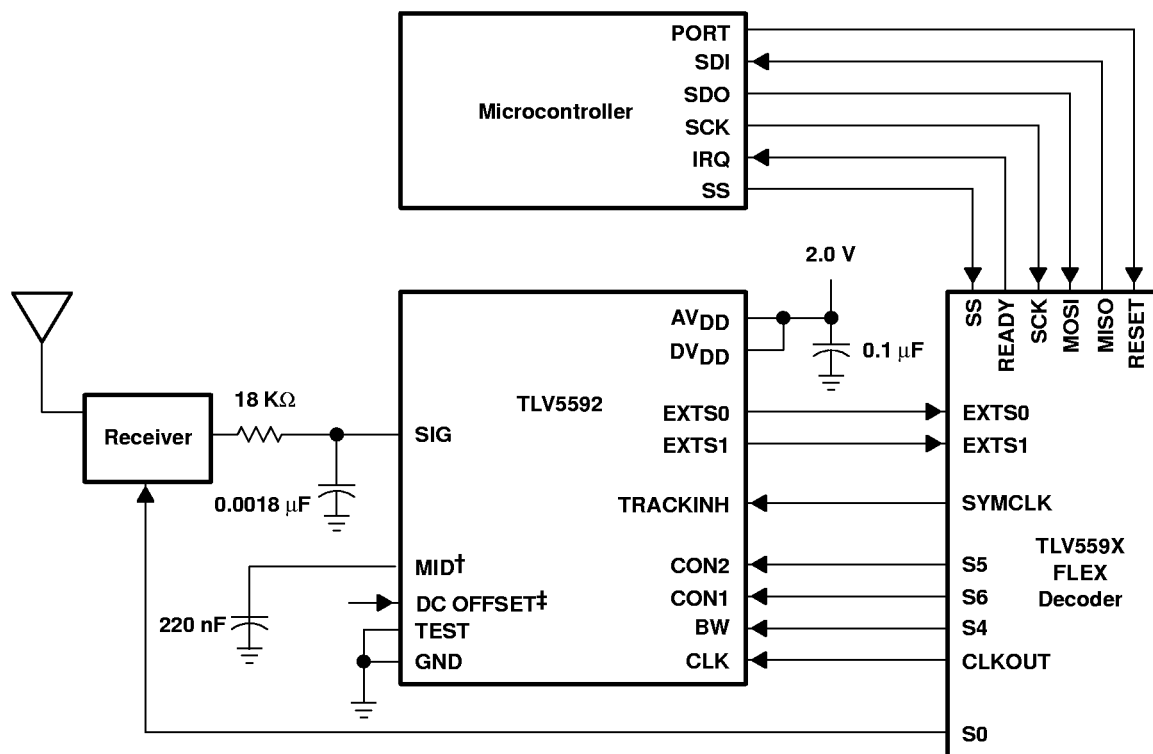 PORT
SDI
SDO
SCK
IRQ
SS
Microcontroller
2.0 V
0.1 μF
SS
READY
SCK
MOSI
MISO
RESET
AVDD
DVDD
TLV5592
EXTS0
EXTS1
TRACKINH
CON2
CON1
BW
CLK
SIG
MID†
DC OFFSET‡
TEST
GND
18 KΩ
Receiver
0.0018 μF
220 nF
EXTS0
EXTS1
SYMCLK
S5
S6
S4
CLKOUT
S0
TLV559X
FLEX
Decoder